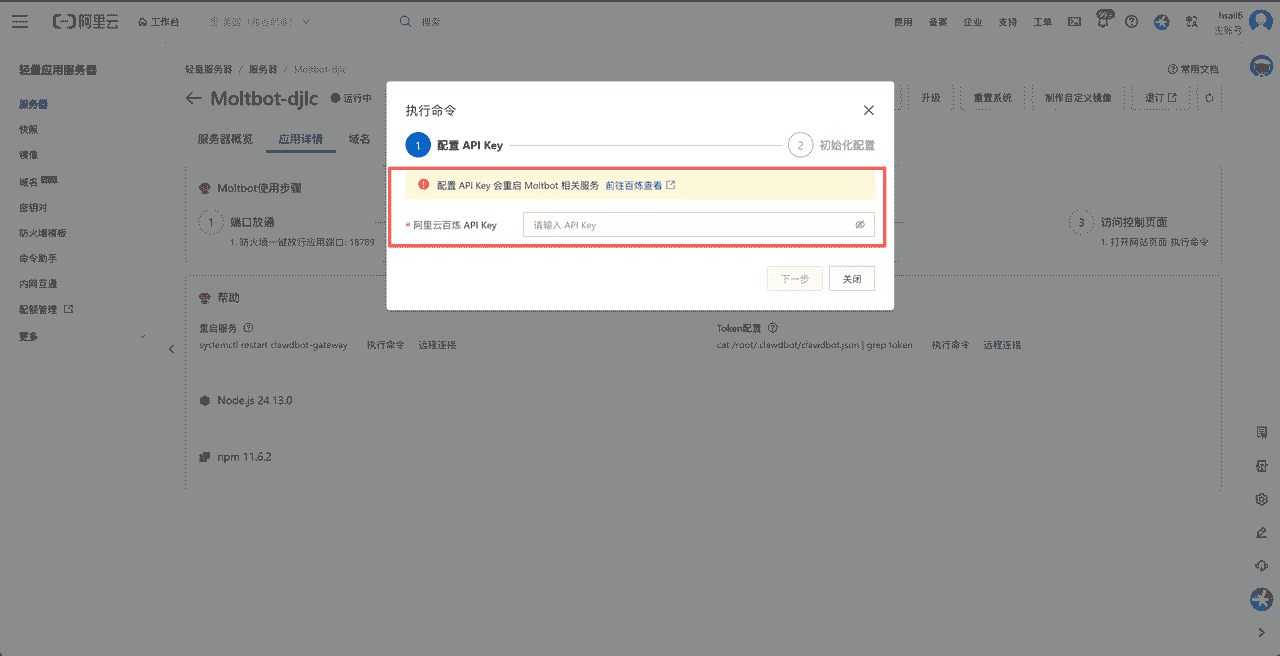 阿里云
工作台
搜索
费用
备案
企业
支持
工单
轻量应用服务器
服务器
快照
镜像
域名
密钥对
防火墙模板
命令助手
内网互通
配额管理
更多
轻量服务器 / 服务器 / Moltbot-djlc
常用文档
Moltbot-djlc
运行中
升级
重置系统
制作自定义镜像
退订
服务器概览
应用详情
域名
Moltbot使用步骤
1
端口放通
1. 防火墙一键放行应用端口: 18789
3
访问控制页面
1. 打开网站页面 执行命令
帮助
重启服务
systemctl restart clawdbot-gateway
执行命令
远程连接
Token配置
cat /root/.clawdbot/clawdbot.json | grep token
执行命令
远程连接
Node.js 24.13.0
npm 11.6.2
执行命令
1
配置 API Key
2
初始化配置
配置 API Key 会重启 Moltbot 相关服务 前往百炼查看
* 阿里云百炼 API Key
请输入 API Key
下一步
关闭